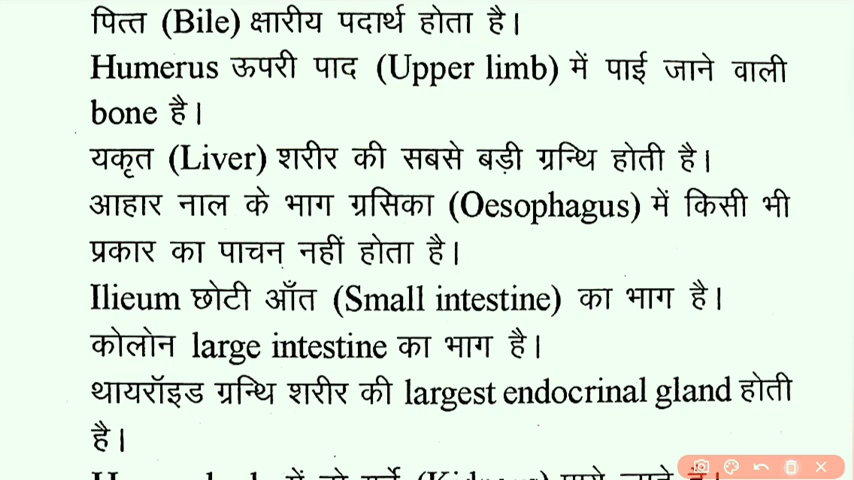 पित्त (Bile) क्षारीय पदार्थ होता है।
Humerus ऊपरी पाद (Upper limb) में पाई जाने वाली
bone है।
यकृत (Liver) शरीर की सबसे बड़ी ग्रन्थि होती है।
आहार नाल के भाग ग्रसिका (Oesophagus) में किसी भी
प्रकार का पाचन नहीं होता है।
Ilieum छोटी आँत (Small intestine) का भाग है।
कोलोन large intestine का भाग है।
थायरॉइड ग्रन्थि शरीर की largest endocrinal gland होती
है।
में दो गुर्दे (Kidneys) पाये जाते हैं।